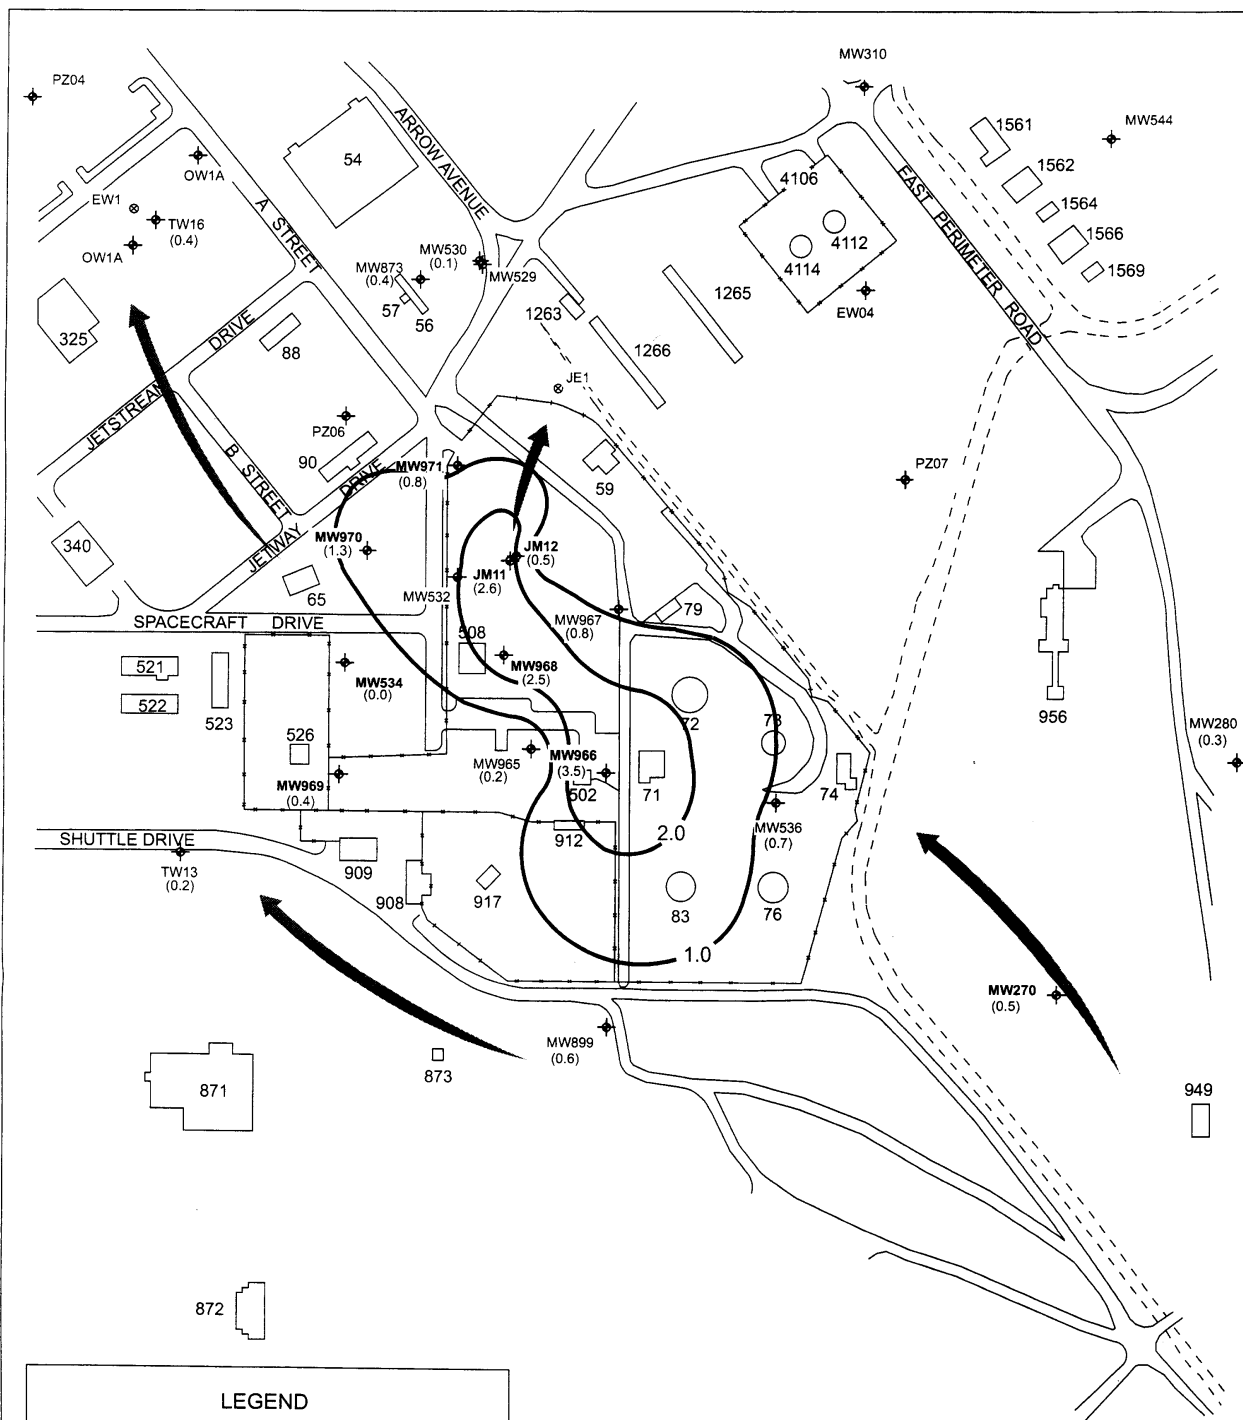 PZ04
MW310
MW544
1561
1562
1564
1566
1569
ARROW AVENUE
54
OW1A
EW1
TW16
(0.4)
OW1A
A STREET
4106
4112
4114
EAST PERIMETER ROAD
MW530
(0.1)
MW529
MW873
(0.4)
57
56
EW04
1265
1263
1266
325
JETSTREAM DRIVE
88
JE1
PZ06
B STREET
90
JETWAY DRIVE
MW971
(0.8)
59
PZ07
MW970
(1.3)
340
65
JM12
(0.5)
JM11
(2.6)
MW532
MW967
(0.8)
79
SPACECRAFT DRIVE
508
521
522
523
MW534
(0.0)
MW968
(2.5)
956
72
73
MW280
(0.3)
526
MW969
(0.4)
MW965
(0.2)
MW966
(3.5)
502
71
74
SHUTTLE DRIVE
TW13
(0.2)
909
912
2.0
MW536
(0.7)
908
917
83
76
1.0
MW270
(0.5)
MW899
(0.6)
873
871
949
872
LEGEND